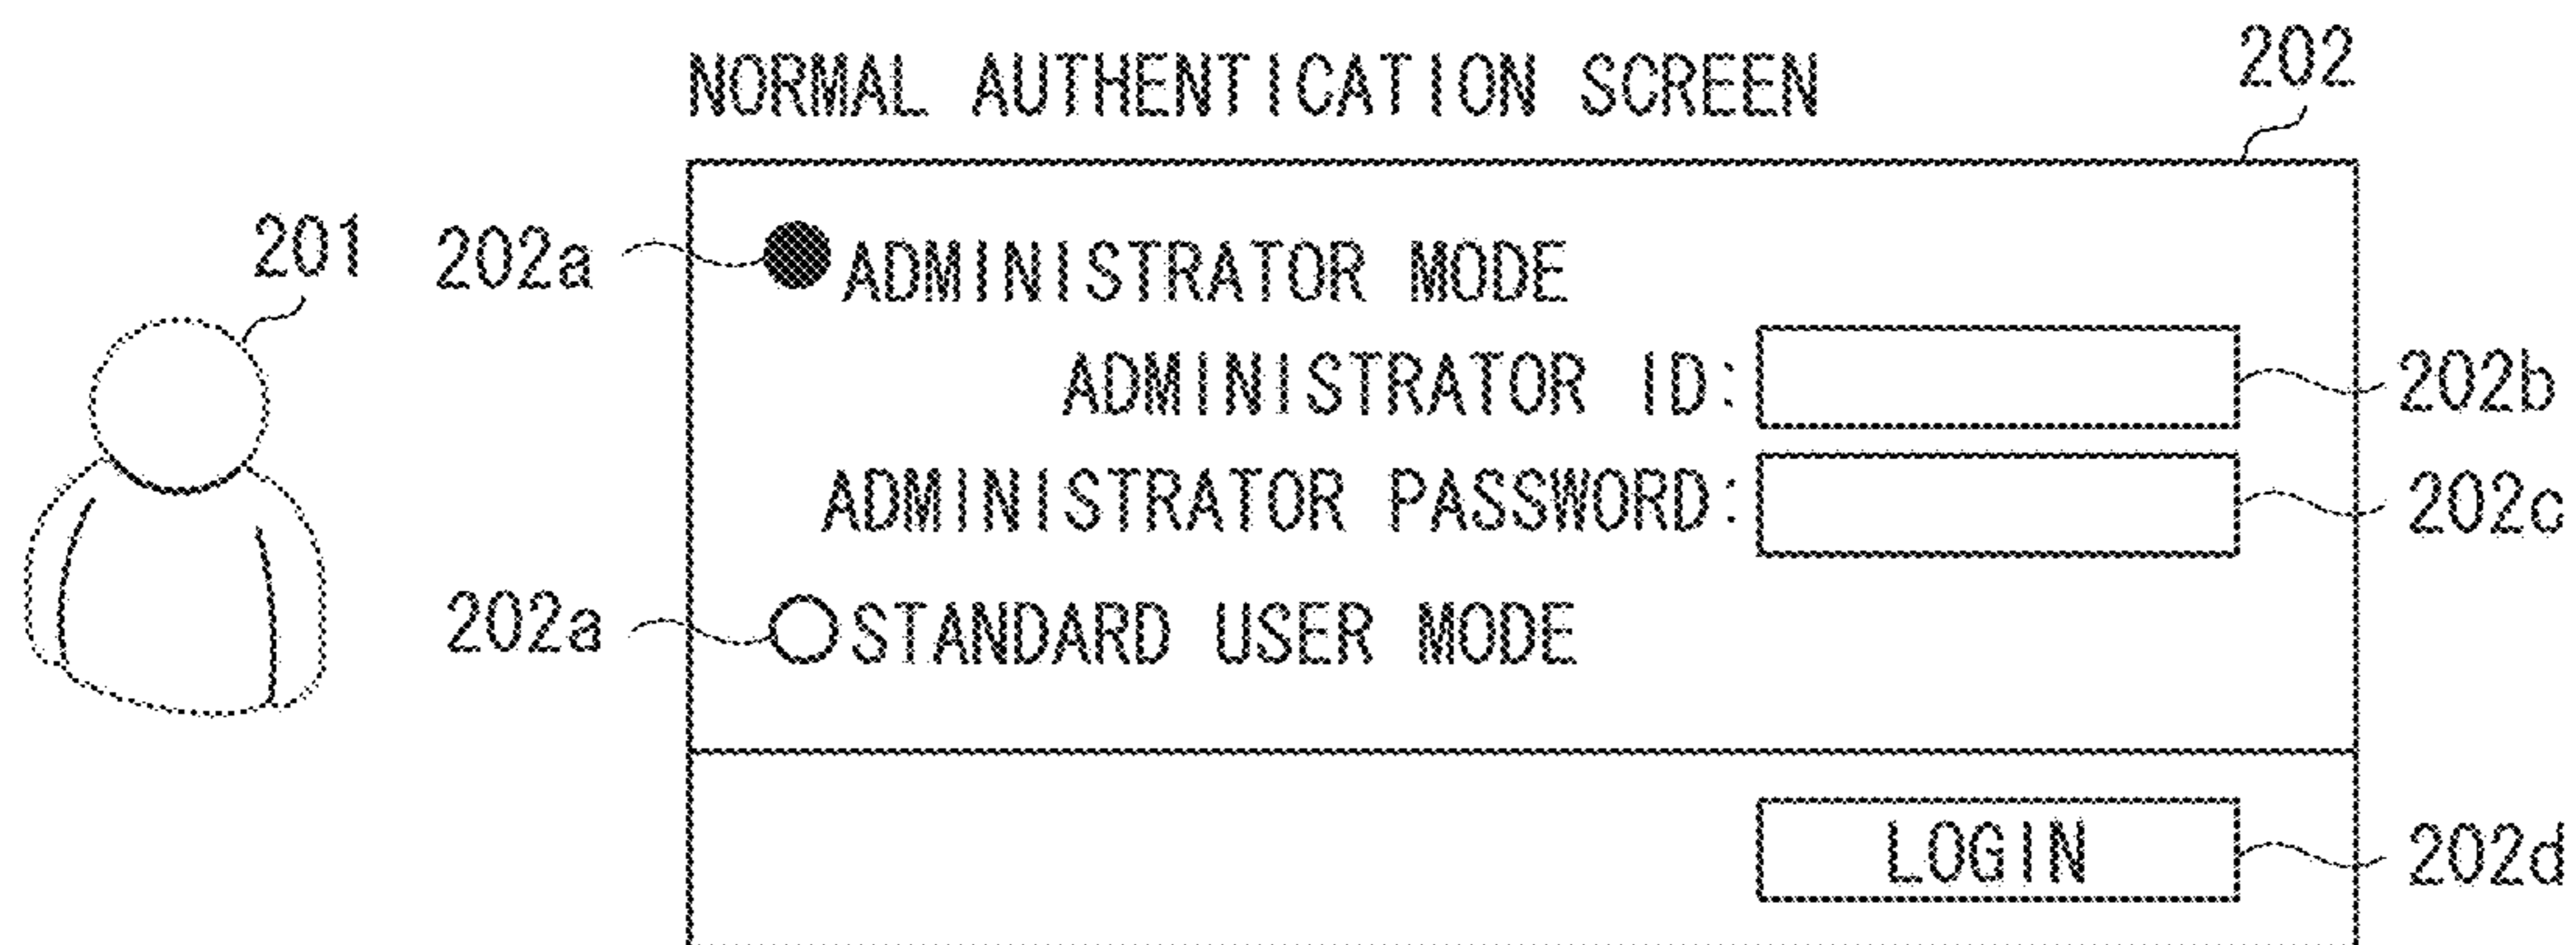 NORMAL AUTHENTICATION SCREEN
202
201
202a
ADMINISTRATOR MODE
ADMINISTRATOR ID:
202b
ADMINISTRATOR PASSWORD:
202c
202a
STANDARD USER MODE
LOGIN
202d